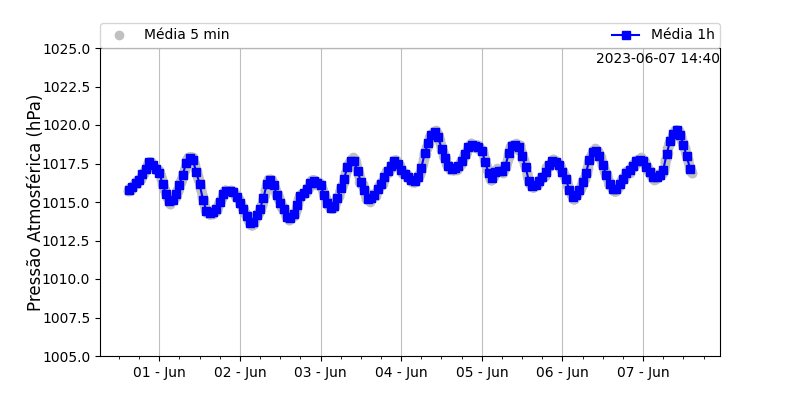 Média 5 min
Média 1h
2023-06-07 14:40
Pressão Atmosférica (hPa)
1025.0
1022.5
1020.0
1017.5
1015.0
1012.5
1010.0
1007.5
1005.0
01 - Jun
02 - Jun
03 - Jun
04 - Jun
05 - Jun
06 - Jun
07 - Jun